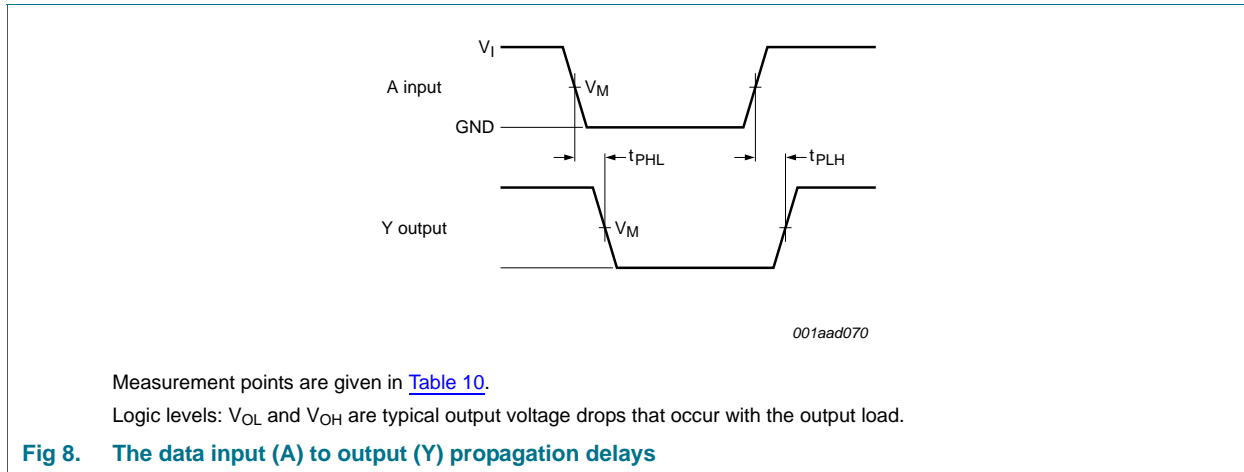 VI
A input
VM
GND
tPHL
tPLH
Y output
VM
001aad070
Measurement points are given in Table 10.
Logic levels: VOL and VOH are typical output voltage drops that occur with the output load.
Fig 8. The data input (A) to output (Y) propagation delays